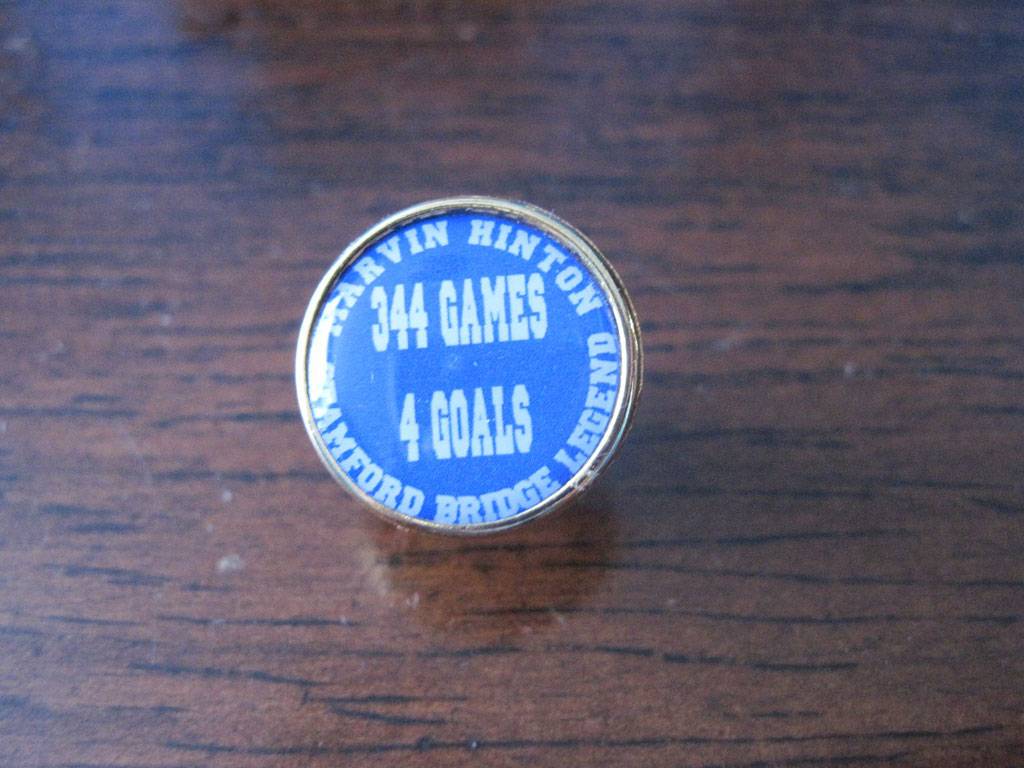 MARVIN HINTON
344 GAMES
4 GOALS
STAMFORD BRIDGE LEGEND